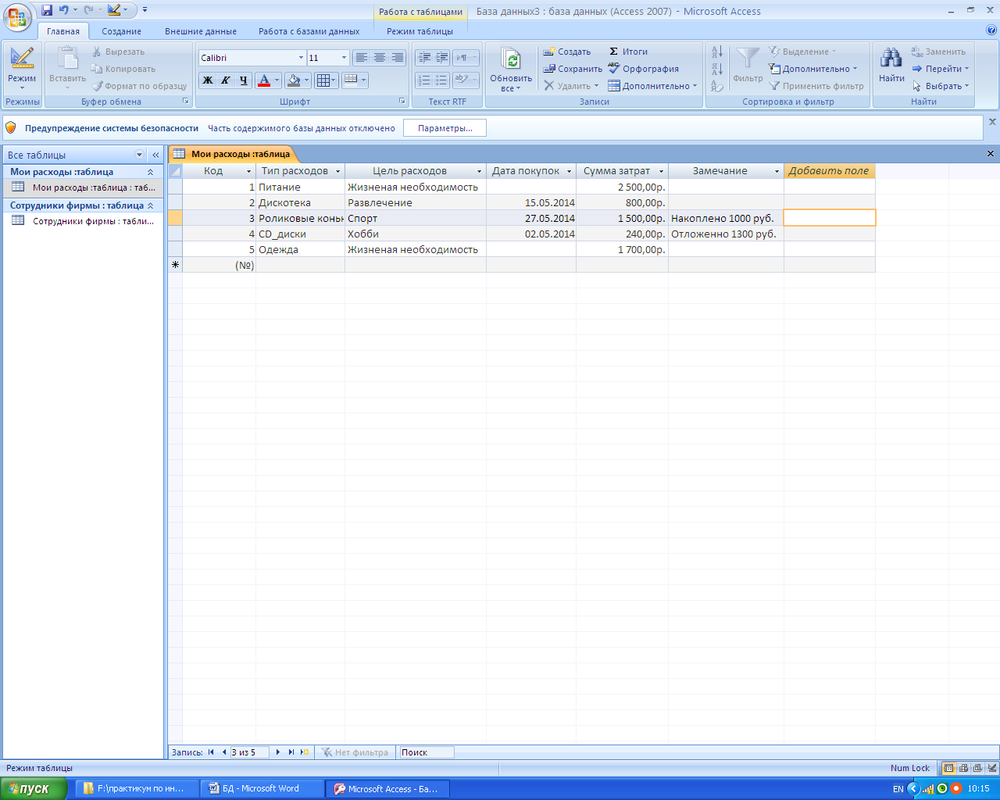 Работа с таблицами База данных3 : база данных (Access 2007) - Microsoft Access
Главная Создание Внешние данные Работа с базами данных Режим таблицы
Режим
Режимы
Вставить
Вырезать
Копировать
Формат по образцу
Буфер обмена
Calibri 11
Ж К Ч А
Шрифт
Текст RTF
Обновить все
Создать
Сохранить
Удалить
Итоги
Орфография
Дополнительно
Записи
Фильтр
Выделение
Дополнительно
Применить фильтр
Сортировка и фильтр
Найти
Заменить
Перейти
Выбрать
Найти
Предупреждение системы безопасности Часть содержимого базы данных отключено Параметры...
Все таблицы
Мои расходы :таблица
Мои расходы :таблица : таб...
Сотрудники фирмы : таблица
Сотрудники фирмы : табли...
Мои расходы :таблица
Код Тип расходов Цель расходов Дата покупок Сумма затрат Замечание Добавить поле
1 Питание Жизненая необходимость 2 500,00р.
2 Дискотека Развлечение 15.05.2014 800,00р.
3 Роликовые конь Спорт 27.05.2014 1 500,00р. Накоплено 1000 руб.
4 CD_диски Хобби 02.05.2014 240,00р. Отложенно 1300 руб.
5 Одежда Жизненая необходимость 1 700,00р.
(№)
Запись: 3 из 5 Нет фильтра Поиск
Режим таблицы Num Lock
пуск F:\практикум по ин... БД - Microsoft Word Microsoft Access - Ба... EN 10:15